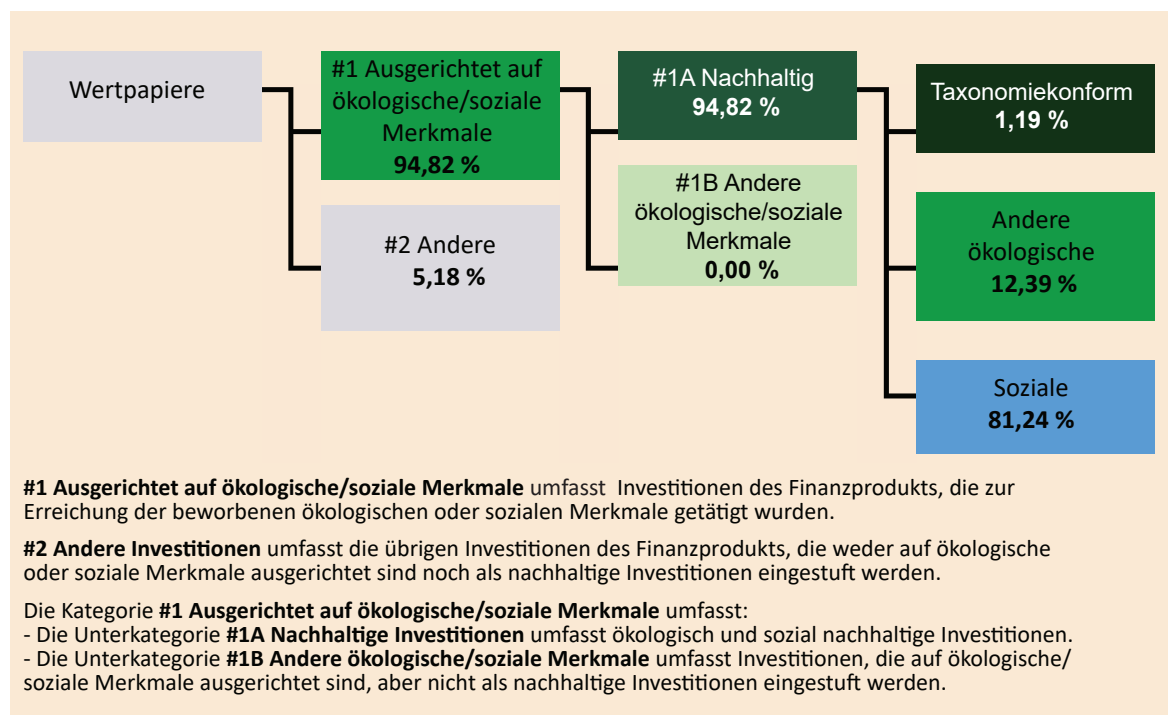 Wertpapiere
#1 Ausgerichtet auf
ökologische/soziale
Merkmale
94,82 %
#2 Andere
5,18 %
#1A Nachhaltig
94,82 %
#1B Andere
ökologische/soziale
Merkmale
0,00 %
Taxonomiekonform
1,19 %
Andere
ökologische
12,39 %
Soziale
81,24 %
#1 Ausgerichtet auf ökologische/soziale Merkmale umfasst Investitionen des Finanzprodukts, die zur
Erreichung der beworbenen ökologischen oder sozialen Merkmale getätigt wurden.
#2 Andere Investitionen umfasst die übrigen Investitionen des Finanzprodukts, die weder auf ökologische
oder soziale Merkmale ausgerichtet sind noch als nachhaltige Investitionen eingestuft werden.
Die Kategorie #1 Ausgerichtet auf ökologische/soziale Merkmale umfasst:
- Die Unterkategorie #1A Nachhaltige Investitionen umfasst ökologisch und sozial nachhaltige Investitionen.
- Die Unterkategorie #1B Andere ökologische/soziale Merkmale umfasst Investitionen, die auf ökologische/
soziale Merkmale ausgerichtet sind, aber nicht als nachhaltige Investitionen eingestuft werden.